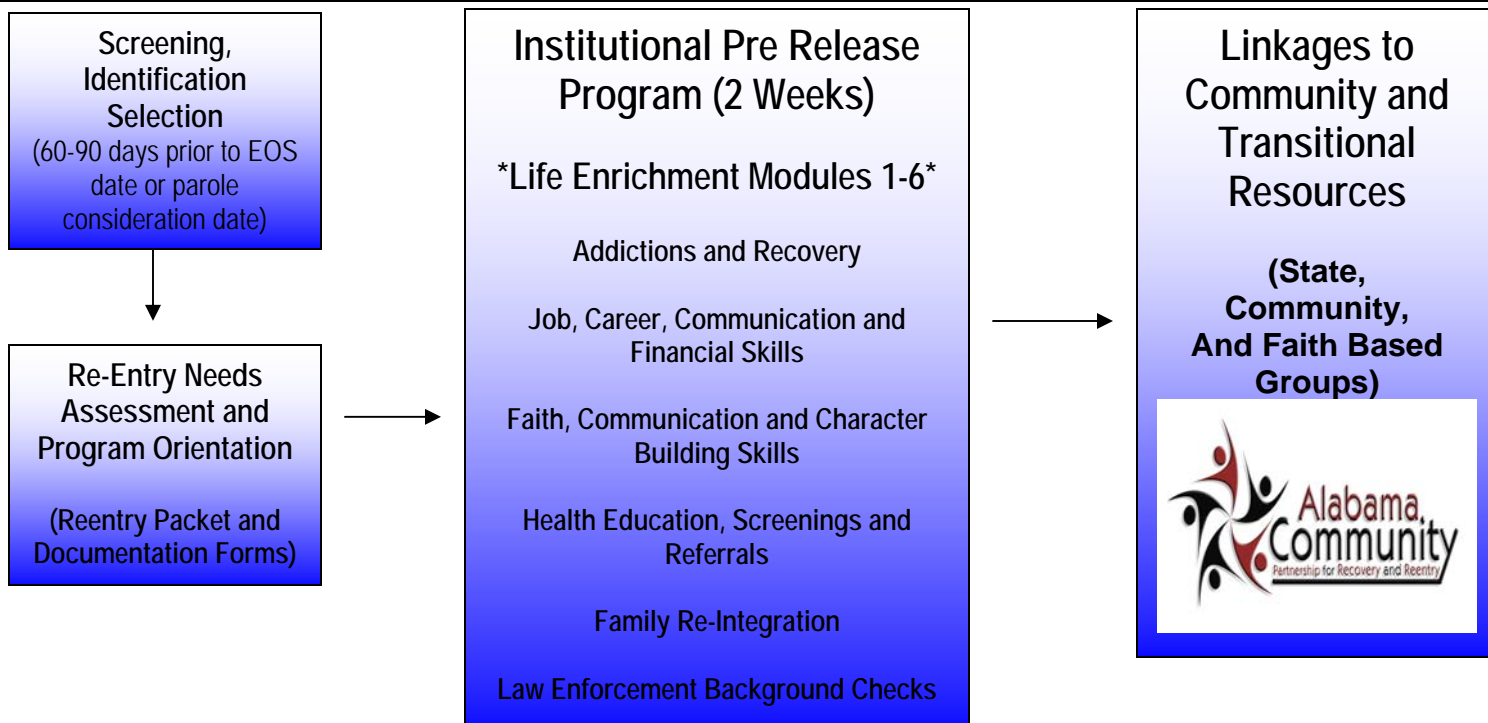 Screening,
Identification
Selection
(60-90 days prior to EOS
date or parole
consideration date)
Re-Entry Needs
Assessment and
Program Orientation
(Reentry Packet and
Documentation Forms)
Institutional Pre Release
Program (2 Weeks)
*Life Enrichment Modules 1-6*
Addictions and Recovery
Job, Career, Communication and
Financial Skills
Faith, Communication and Character
Building Skills
Health Education, Screenings and
Referrals
Family Re-Integration
Law Enforcement Background Checks
Linkages to
Community and
Transitional
Resources
(State,
Community,
And Faith Based
Groups)
Alabama
Community
Partnership for Recovery and Reentry